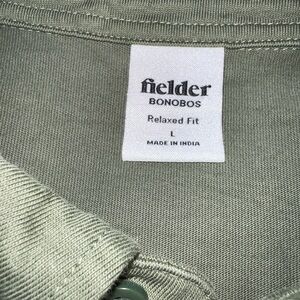 fielder
BONOBOS
Relaxed Fit
L
MADE IN INDIA